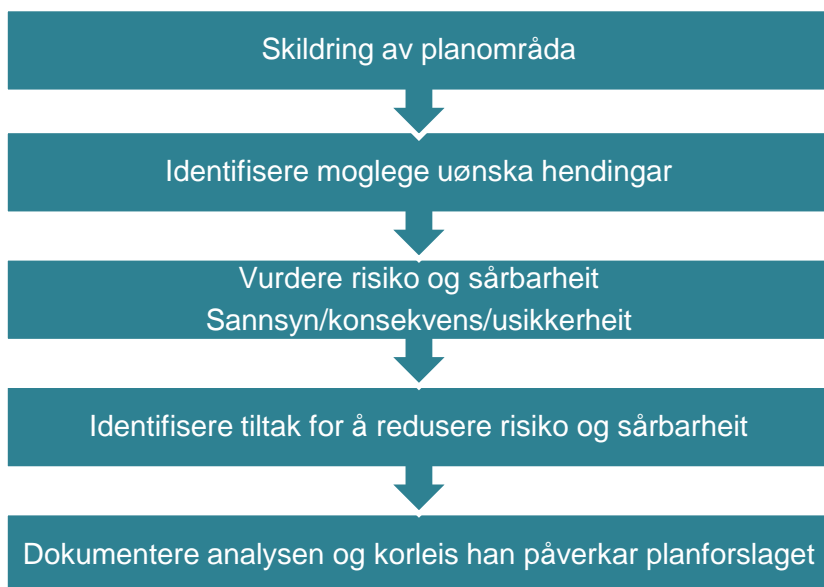 Skildring av planområda
Identifisere moglege uønska hendingar
Vurdere risiko og sårbarheit
Sannsyn/konsekvens/usikkerheit
Identifisere tiltak for å redusere risiko og sårbarheit
Dokumentere analysen og korleis han påverkar planforslaget